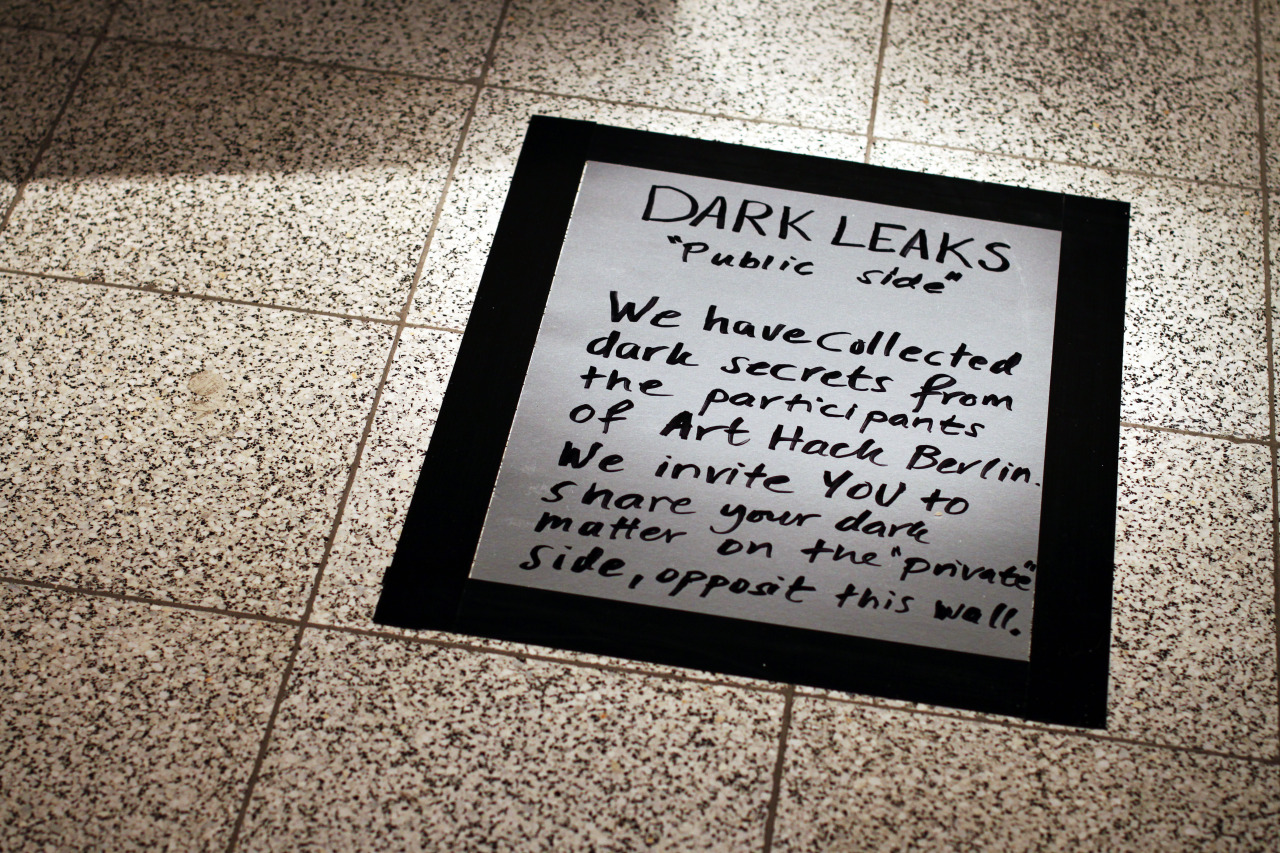 DARK LEAKS
"Public side"
We have collected
dark secrets from
the participants
of Art Hack Berlin.
We invite YOU to
share your dark
matter on the "private"
side, opposit this wall.